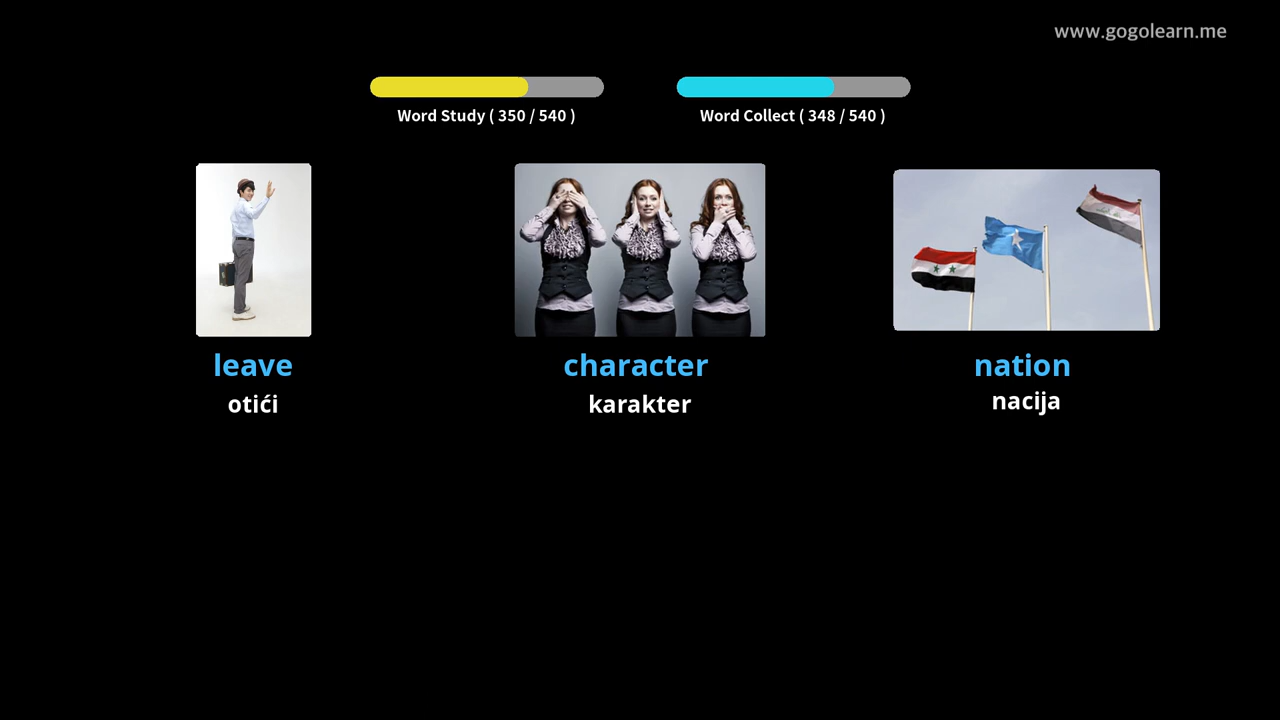 www.gogolearn.me
Word Study ( 350 / 540 )
Word Collect ( 348 / 540 )
leave
character
nation
otići
karakter
nacija